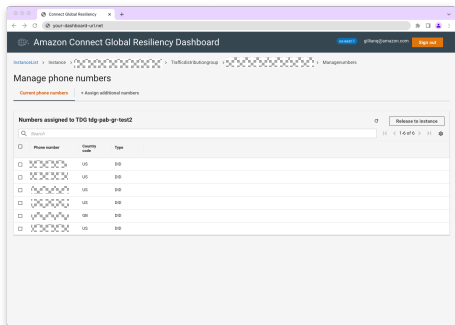 Connect Global Resiliency
your-dashboard-url.net
Amazon Connect Global Resiliency Dashboard
Sign out
InstanceList > Instance > > Trafficdistributiongroup > > Managenumbers
Manage phone numbers
Current phone numbers + Assign additional numbers
Numbers assigned to TDG tdg-pab-gr-test2
Release to instance
Search
1-6 of 6
Phone number Country code Type
US DID
US DID
US DID
US DID
GB DID
US DID